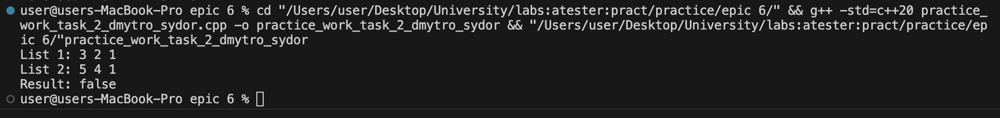 user@users-MacBook-Pro epic 6 % cd "/Users/user/Desktop/University/labs:atester:pract/practice/epic 6/" && g++ -std=c++20 practice_
work_task_2_dmytro_sydor.cpp -o practice_work_task_2_dmytro_sydor && "/Users/user/Desktop/University/labs:atester:pract/practice/ep
ic 6/"practice_work_task_2_dmytro_sydor
List 1: 3 2 1
List 2: 5 4 1
Result: false
user@users-MacBook-Pro epic 6 %